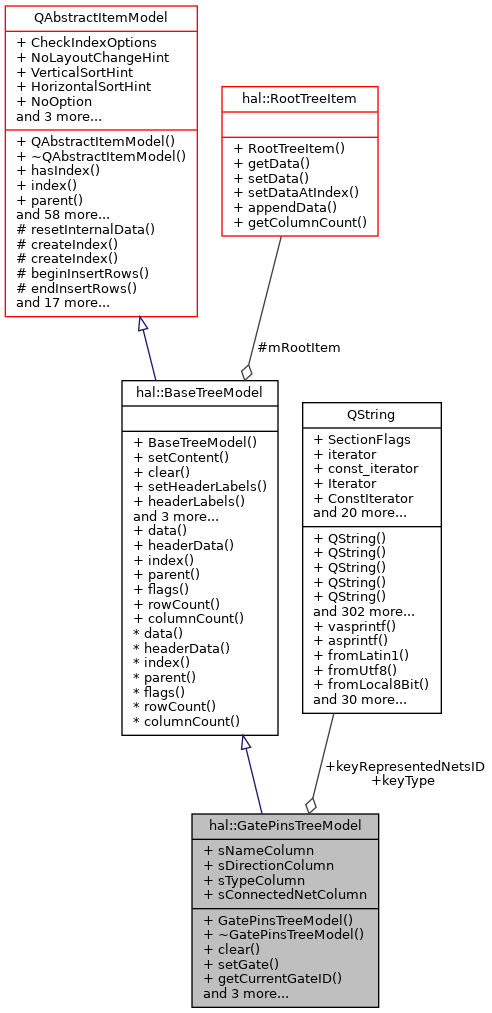 QAbstractItemModel
+ CheckIndexOptions
+ NoLayoutChangeHint
+ VerticalSortHint
+ HorizontalSortHint
+ NoOption
and 3 more...
+ QAbstractItemModel()
+ ~QAbstractItemModel()
+ hasIndex()
+ index()
+ parent()
and 58 more...
# resetInternalData()
# createIndex()
# createIndex()
# beginInsertRows()
# endInsertRows()
and 17 more...
hal::RootTreeItem
+ RootTreeItem()
+ getData()
+ setData()
+ setDataAtIndex()
+ appendData()
+ getColumnCount()
#mRootItem
hal::BaseTreeModel
+ BaseTreeModel()
+ setContent()
+ clear()
+ setHeaderLabels()
+ headerLabels()
and 3 more...
+ data()
+ headerData()
+ index()
+ parent()
+ flags()
+ rowCount()
+ columnCount()
* data()
* headerData()
* index()
* parent()
* flags()
* rowCount()
* columnCount()
QString
+ SectionFlags
+ iterator
+ const_iterator
+ Iterator
+ ConstIterator
and 20 more...
+ QString()
+ QString()
+ QString()
+ QString()
+ QString()
and 302 more...
+ vasprintf()
+ asprintf()
+ fromLatin1()
+ fromUtf8()
+ fromLocal8Bit()
and 30 more...
+keyRepresentedNetsID
+keyType
hal::GatePinsTreeModel
+ sNameColumn
+ sDirectionColumn
+ sTypeColumn
+ sConnectedNetColumn
+ GatePinsTreeModel()
+ ~GatePinsTreeModel()
+ clear()
+ setGate()
+ getCurrentGateID()
and 3 more...